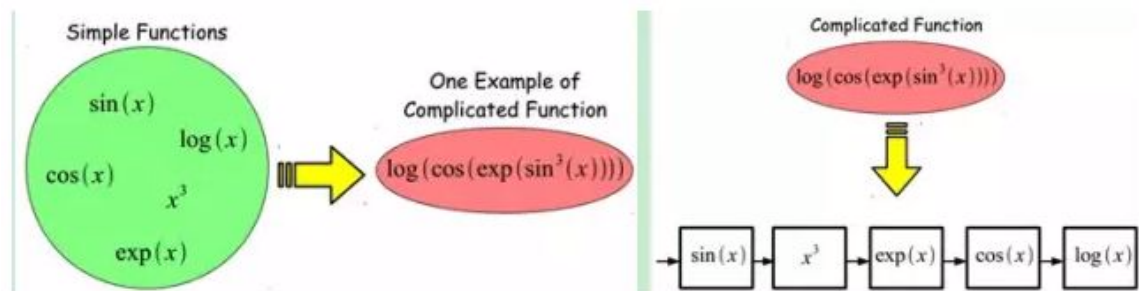 Simple Functions
sin(x)
log(x)
cos(x)
x³
exp(x)
One Example of
Complicated Function
log(cos(exp(sin³(x))))
Complicated Function
log(cos(exp(sin³(x))))
sin(x) x³ exp(x) cos(x) log(x)